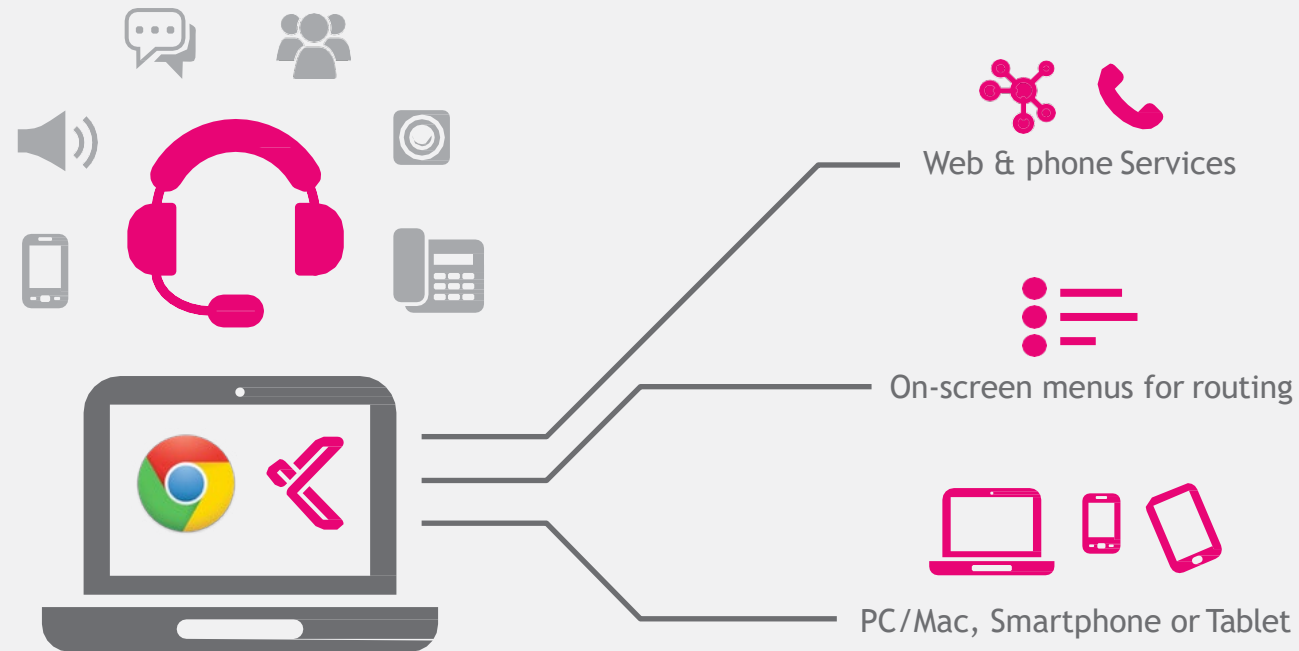 Web & phone Services
On-screen menus for routing
PC/Mac, Smartphone or Tablet